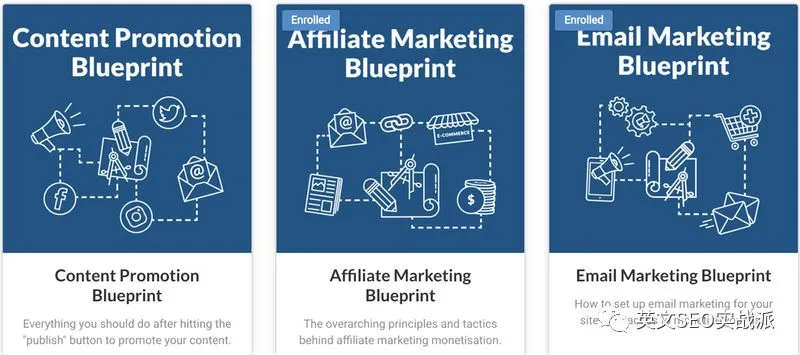 Enrolled
Enrolled
Content Promotion
Blueprint
Affiliate Marketing
Blueprint
Email Marketing
Blueprint
E-COMMERCE
Content Promotion
Blueprint
Everything you should do after hitting the
"publish" button to promote your content.
Affiliate Marketing
Blueprint
The overarching principles and tactics
behind affiliate marketing monetisation.
Email Marketing Blueprint
How to set up email marketing for your
site
英文SEO实战派